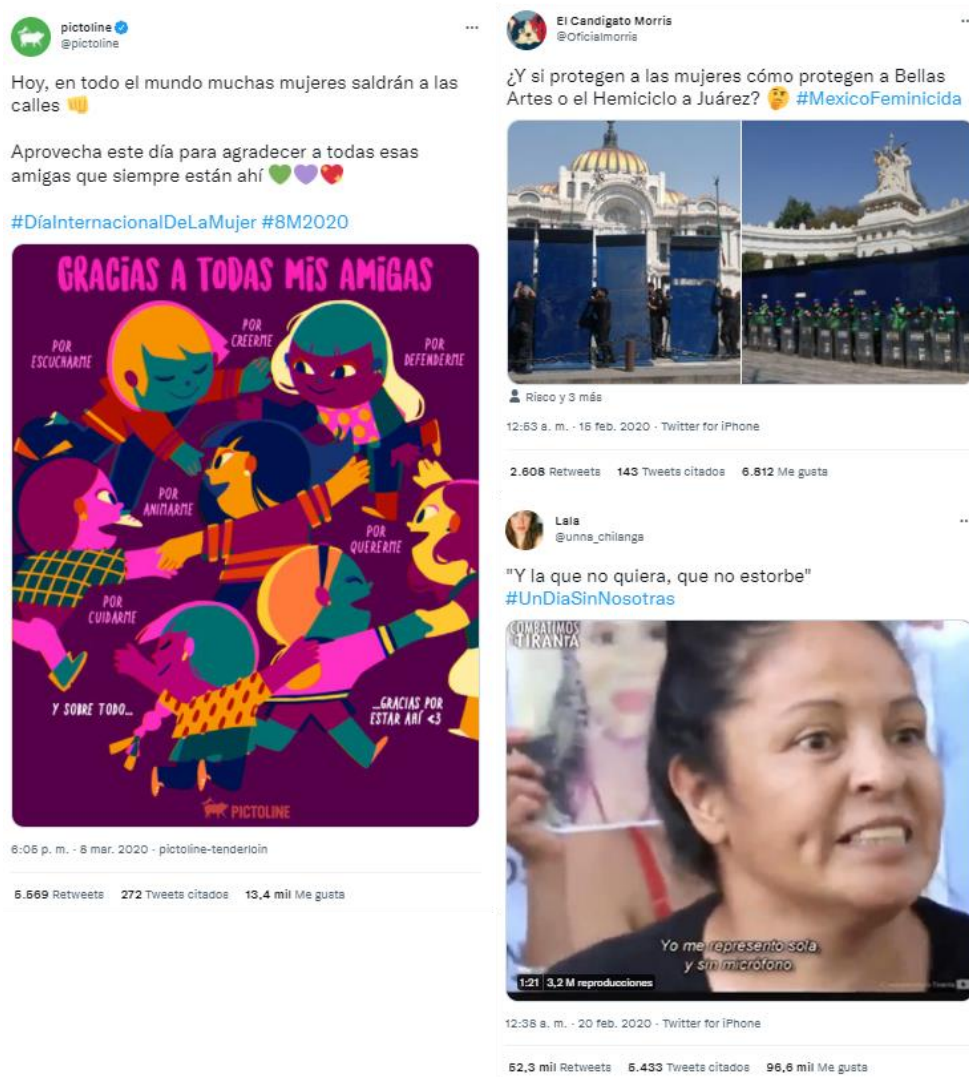 pictoline
@pictoline
Hoy, en todo el mundo muchas mujeres saldrán a las
calles
Aprovecha este día para agradecer a todas esas
amigas que siempre están ahí
#DíaInternacionalDeLaMujer #8M2020
GRACIAS A TODAS MIS AMIGAS
POR
ESCUCHARME
POR
CREERME
POR
DEFENDERME
POR
ANIMARME
POR
QUERERME
POR
CUIDARME
Y SOBRE TODO...
...GRACIAS POR
ESTAR AHÍ <3
PICTOLINE
6:05 p. m. · 8 mar. 2020 · pictoline-tenderloin
5.569 Retweets 272 Tweets citados 13,4 mil Me gusta
El Candigato Morris
@Oficialmorris
¿Y si protegen a las mujeres cómo protegen a Bellas
Artes o el Hemiciclo a Juárez? #MexicoFeminicida
Risco y 3 más
12:53 a. m. · 15 feb. 2020 · Twitter for iPhone
2.608 Retweets 143 Tweets citados 6.812 Me gusta
Lala
@unna_chilanga
"Y la que no quiera, que no estorbe"
#UnDiaSinNosotras
COMBATIMOS
TIRANÍA
Yo me represento sola,
y sin micrófono.
1:21 3,2 M reproducciones
12:38 a. m. · 20 feb. 2020 · Twitter for iPhone
52,3 mil Retweets 5.433 Tweets citados 96,6 mil Me gusta